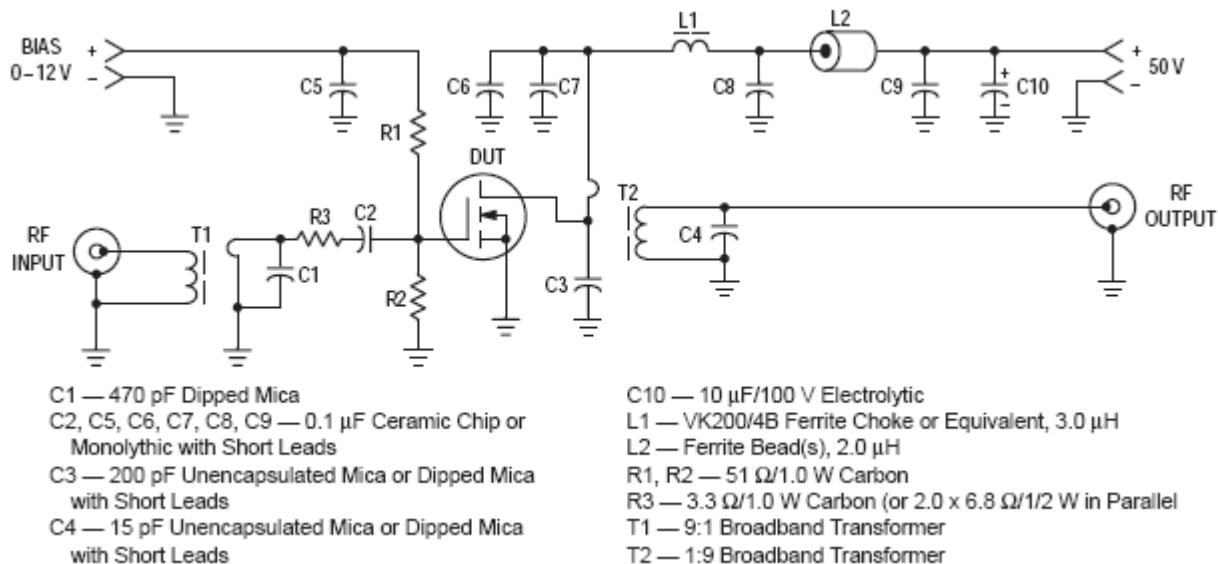 BIAS
0–12 V
+
–
C5
R1
C6
C7
L1
C8
L2
C9
+
–
C10
+
–
50 V
DUT
RF
INPUT
T1
C1
R3
C2
R2
C3
T2
C4
RF
OUTPUT
C1 — 470 pF Dipped Mica
C2, C5, C6, C7, C8, C9 — 0.1 μF Ceramic Chip or
Monolythic with Short Leads
C3 — 200 pF Unencapsulated Mica or Dipped Mica
with Short Leads
C4 — 15 pF Unencapsulated Mica or Dipped Mica
with Short Leads
C10 — 10 μF/100 V Electrolytic
L1 — VK200/4B Ferrite Choke or Equivalent, 3.0 μH
L2 — Ferrite Bead(s), 2.0 μH
R1, R2 — 51 Ω/1.0 W Carbon
R3 — 3.3 Ω/1.0 W Carbon (or 2.0 x 6.8 Ω/1/2 W in Parallel
T1 — 9:1 Broadband Transformer
T2 — 1:9 Broadband Transformer